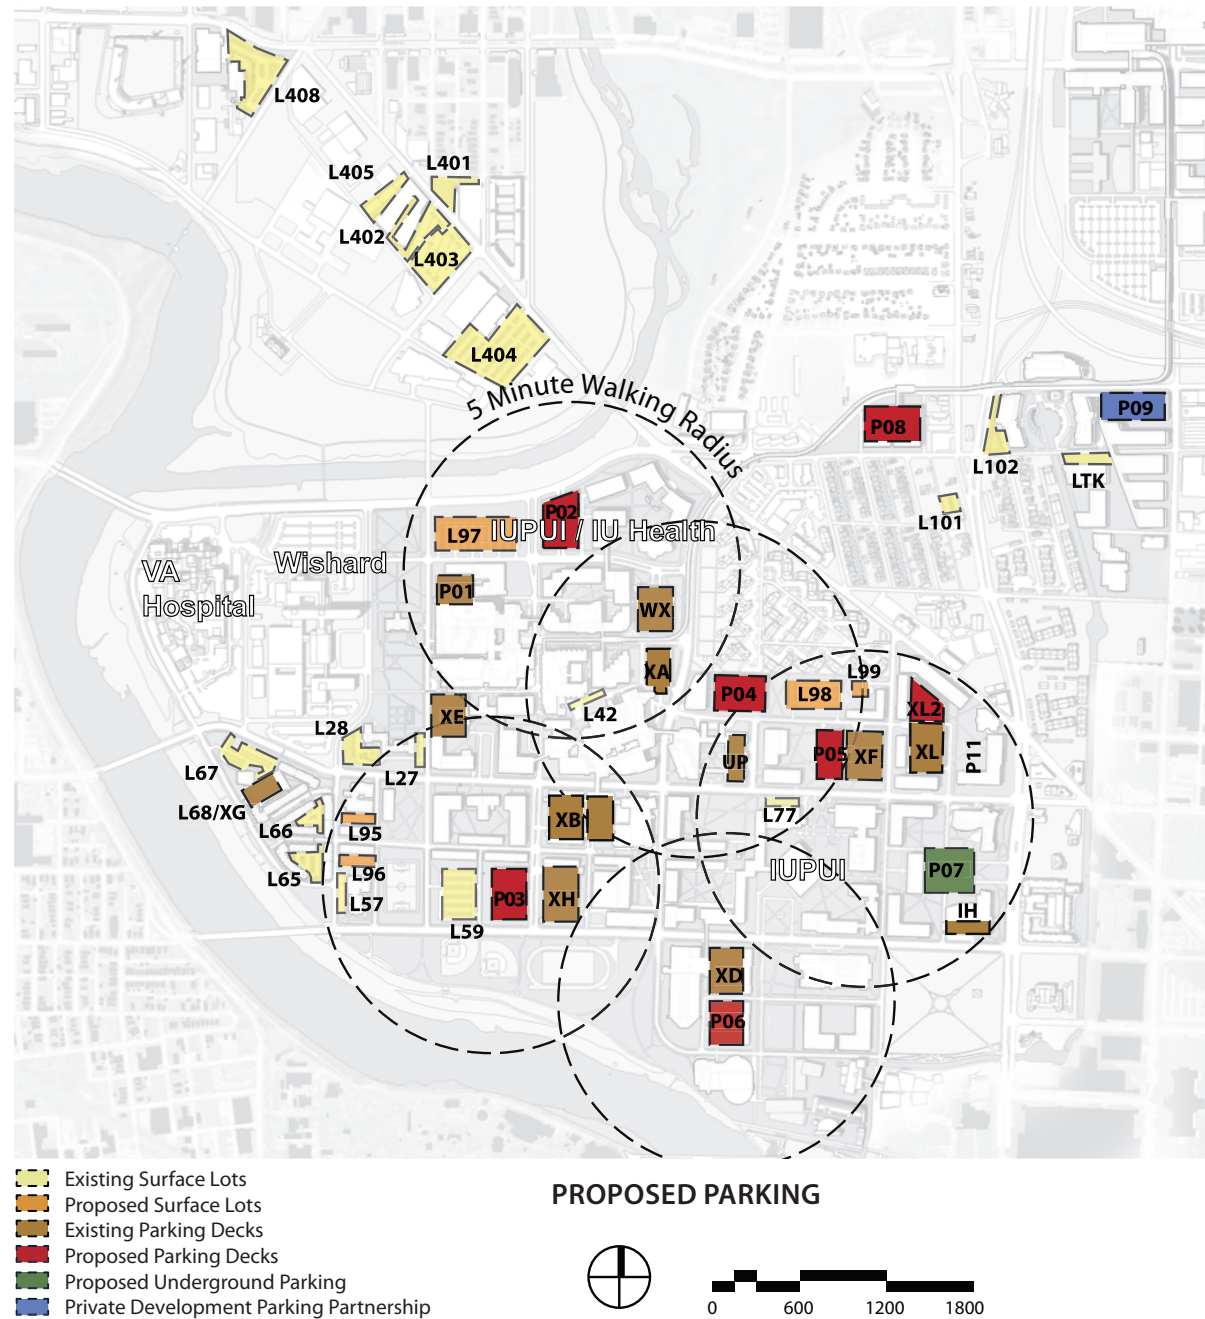 L408
L401
L405
L402
L403
L404
5 Minute Walking Radius
P09
P08
L102
LTK
L101
P02
L97
IUPUI / IU Health
Wishard
VA
Hospital
P01
WX
XA
L99
P04
L98
XL2
L42
XE
L28
L27
L67
UP
P05
XF
XL
P11
L68/XG
L66
L95
XB
L77
L65
L96
L57
IUPUI
P07
P03
XH
L59
IH
XD
P06
Existing Surface Lots
Proposed Surface Lots
Existing Parking Decks
Proposed Parking Decks
Proposed Underground Parking
Private Development Parking Partnership
PROPOSED PARKING
0 600 1200 1800